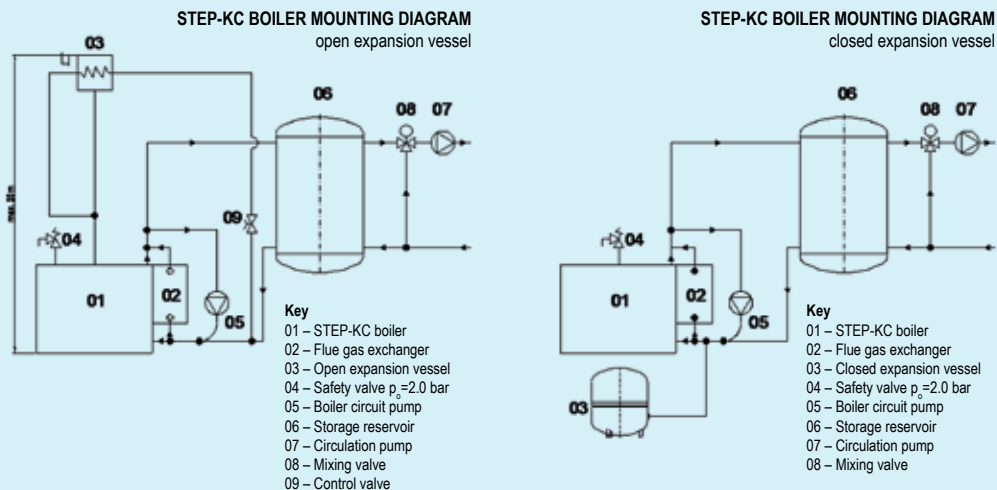 STEP-KC BOILER MOUNTING DIAGRAM
open expansion vessel
03
06
08 07
max. 20m
09
04
01
02
05
Key
01 – STEP-KC boiler
02 – Flue gas exchanger
03 – Open expansion vessel
04 – Safety valve pₒ=2.0 bar
05 – Boiler circuit pump
06 – Storage reservoir
07 – Circulation pump
08 – Mixing valve
09 – Control valve
STEP-KC BOILER MOUNTING DIAGRAM
closed expansion vessel
06
08 07
04
01
02
05
03
Key
01 – STEP-KC boiler
02 – Flue gas exchanger
03 – Closed expansion vessel
04 – Safety valve pₒ=2.0 bar
05 – Boiler circuit pump
06 – Storage reservoir
07 – Circulation pump
08 – Mixing valve